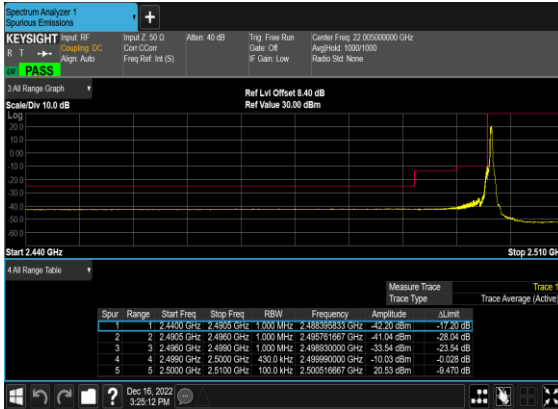 Spectrum Analyzer 1
Spurious Emissions
KEYSIGHT
R T
PASS
Input: RF
Coupling: DC
Align: Auto
Input Z: 50 Ω
Corr CCorr
Freq Ref: Int (S)
Atten: 40 dB
Trig: Free Run
Gate: Off
IF Gain: Low
Center Freq: 22.005000000 GHz
Avg|Hold: 1000/1000
Radio Std: None
3 All Range Graph
Scale/Div 10.0 dB
Ref Lvl Offset 8.40 dB
Ref Value 30.00 dBm
Log
20.0
10.0
0.00
-10.0
-20.0
-30.0
-40.0
-50.0
-60.0
Start 2.440 GHz
Stop 2.510 GH
4 All Range Table
Measure Trace Trace 1
Trace Type Trace Average (Active)
Spur Range Start Freq Stop Freq RBW Frequency Amplitude ΔLimit
1 1 2.4400 GHz 2.4905 GHz 1.000 MHz 2.488395833 GHz -42.20 dBm -17.20 dB
2 2 2.4905 GHz 2.4960 GHz 1.000 MHz 2.495761667 GHz -41.04 dBm -28.04 dB
3 3 2.4960 GHz 2.4990 GHz 1.000 MHz 2.498930000 GHz -33.54 dBm -23.54 dB
4 4 2.4990 GHz 2.5000 GHz 430.0 kHz 2.499990000 GHz -10.03 dBm -0.028 dB
5 5 2.5000 GHz 2.5100 GHz 100.0 kHz 2.500516667 GHz 20.53 dBm -9.470 dB
?
Dec 16, 2022
3:25:12 PM